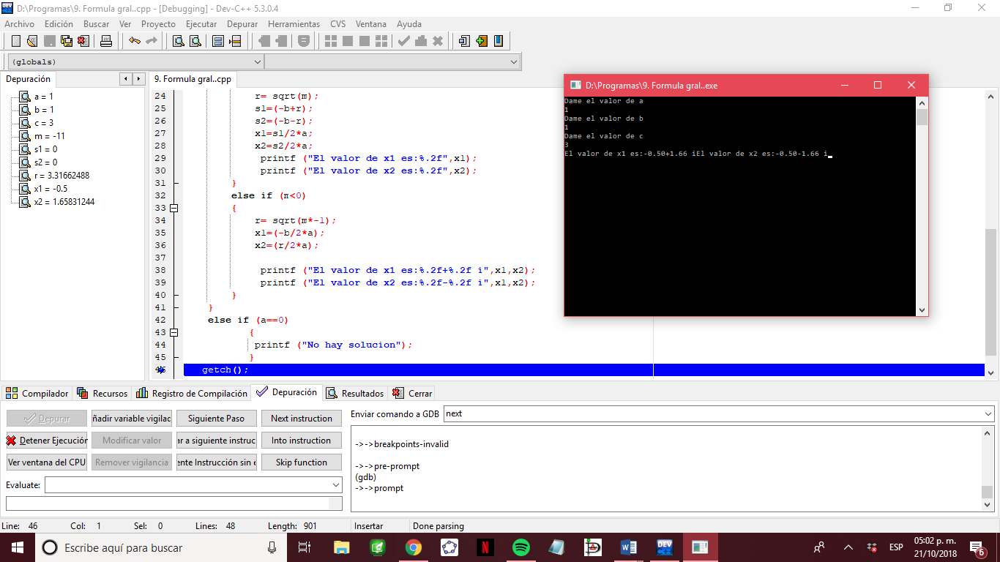 D:\Programas\9. Formula gral..cpp - [Debugging] - Dev-C++ 5.3.0.4
Archivo Edición Buscar Ver Proyecto Ejecutar Depurar Herramientas CVS Ventana Ayuda
(globals)
Depuración
a = 1
b = 1
c = 3
m = -11
s1 = 0
s2 = 0
r = 3.31662488
x1 = -0.5
x2 = 1.65831244
9. Formula gral..cpp
24 r= sqrt(m);
25 s1=(-b+r);
26 s2=(-b-r);
27 x1=s1/2*a;
28 x2=s2/2*a;
29 printf ("El valor de x1 es:%.2f",x1);
30 printf ("El valor de x2 es:%.2f",x2);
31 }
32 else if (m<0)
33 {
34 r= sqrt(m*-1);
35 x1=(-b/2*a);
36 x2=(r/2*a);
37
38 printf ("El valor de x1 es:%.2f+%.2f i",x1,x2);
39 printf ("El valor de x2 es:%.2f-%.2f i",x1,x2);
40 }
41 }
42 else if (a==0)
43 {
44 printf ("No hay solucion");
45 }
46 getch();
D:\Programas\9. Formula gral..exe
Dame el valor de a
1
Dame el valor de b
1
Dame el valor de c
3
El valor de x1 es:-0.50+1.66 iEl valor de x2 es:-0.50-1.66 i
Compilador Recursos Registro de Compilación Depuración Resultados Cerrar
Depurar ñadir variable vigilad Siguiente Paso Next instruction
Detener Ejecución Modificar valor ar a siguiente instruc Into instruction
Ver ventana del CPU Remover vigilancia ente Instrucción sin e Skip function
Evaluate:
Enviar comando a GDB next
->->breakpoints-invalid
->->pre-prompt
(gdb)
->->prompt
Line: 46 Col: 1 Sel: 0 Lines: 48 Length: 901 Insertar Done parsing
Escribe aquí para buscar
ESP
05:02 p. m.
21/10/2018
6